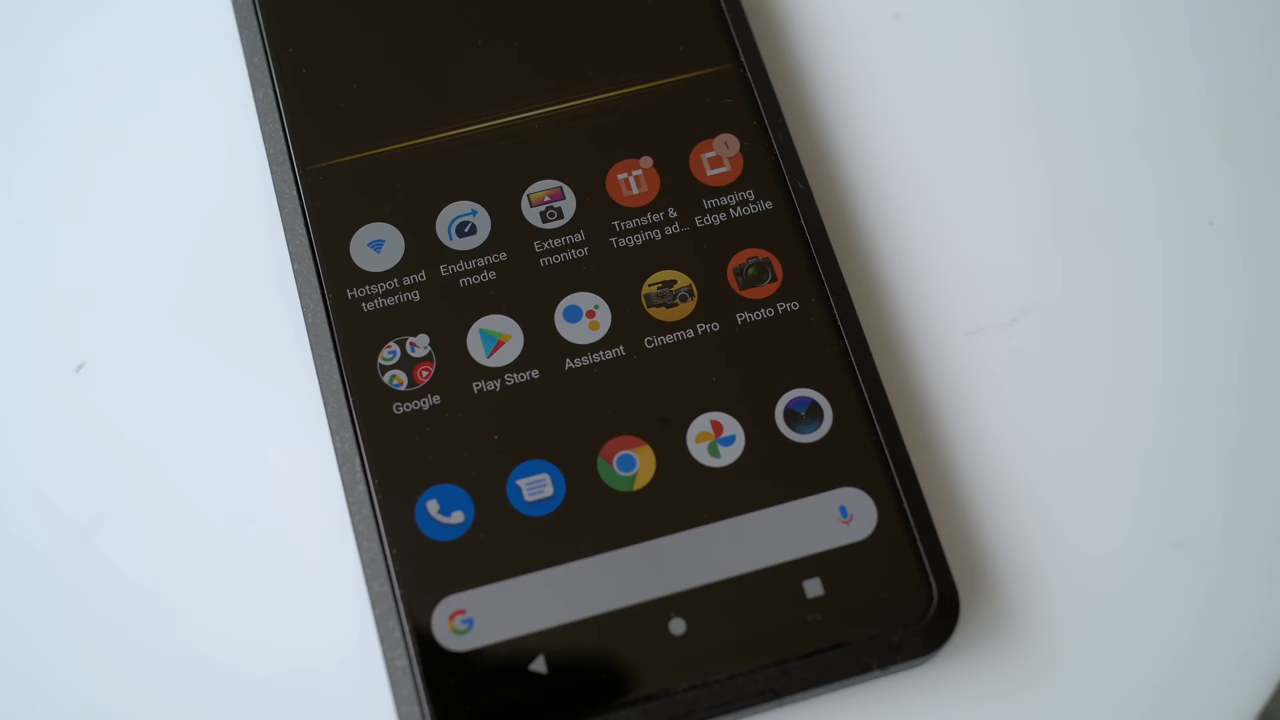 Hotspot and
tethering
Endurance
mode
External
monitor
Transfer &
Tagging ad...
1
Imaging
Edge Mobile
Google
Play Store
Assistant
Cinema Pro
Photo Pro